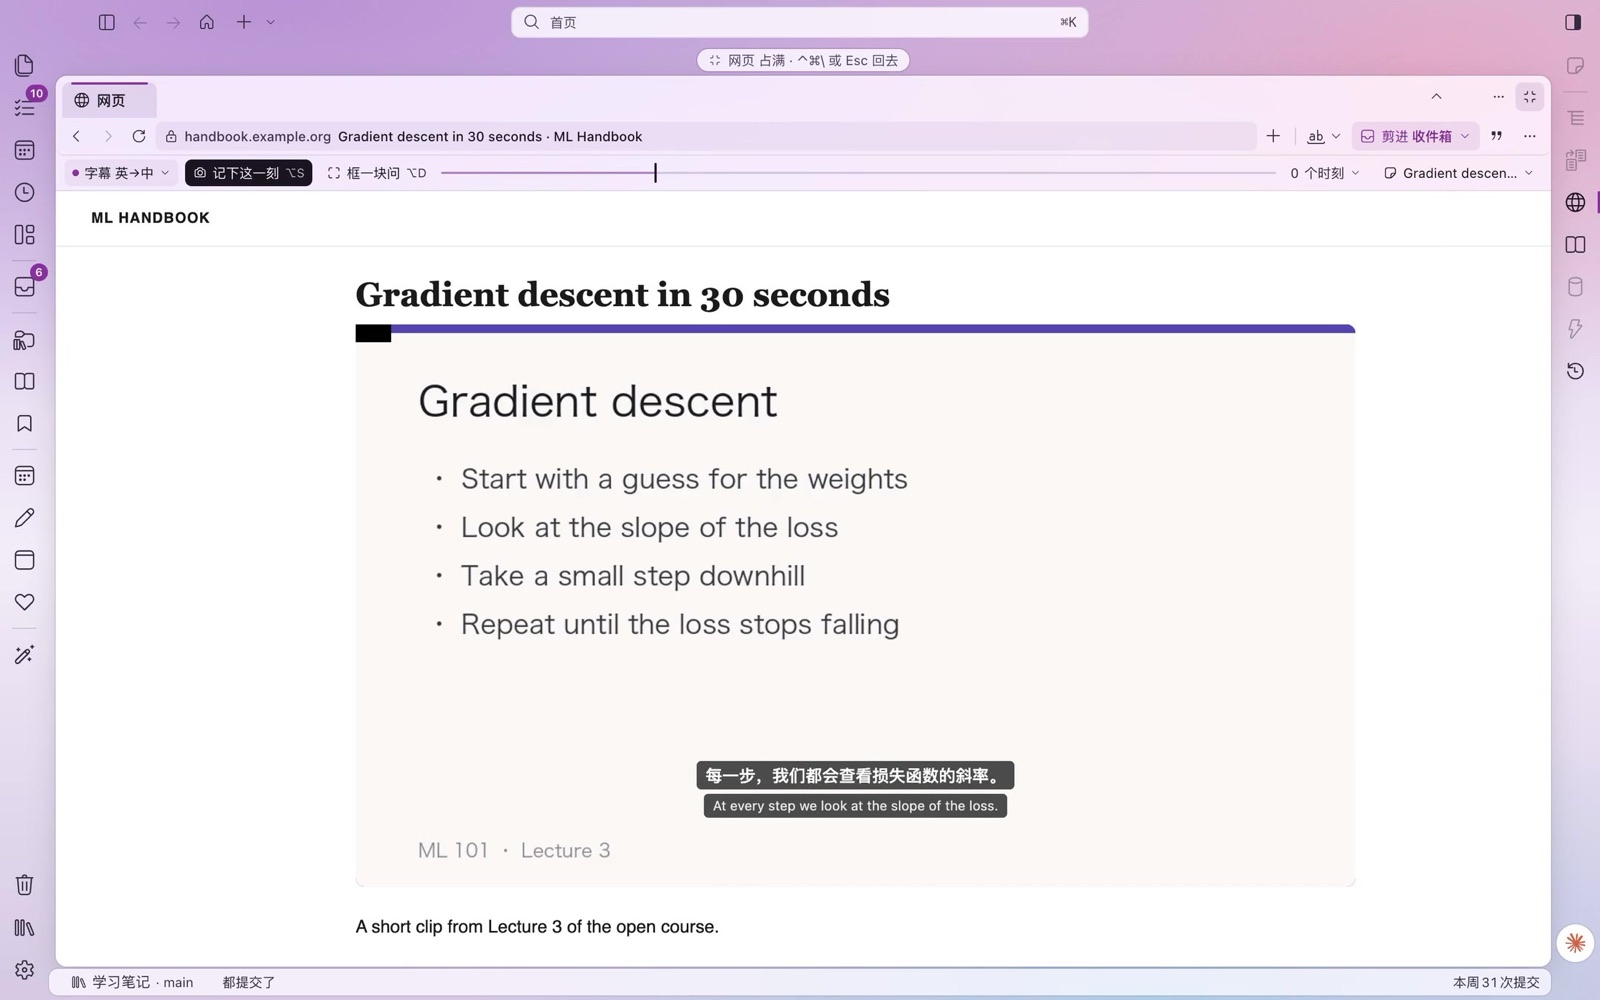 首页
⌘K
网页 占满 · ^⌘\ 或 Esc 回去
10
网页
handbook.example.org Gradient descent in 30 seconds · ML Handbook
ab
剪进 收件箱
字幕 英→中
记下这一刻 ⌥S
框一块问 ⌥D
0 个时刻
Gradient descen...
ML HANDBOOK
6
Gradient descent in 30 seconds
Gradient descent
· Start with a guess for the weights
· Look at the slope of the loss
· Take a small step downhill
· Repeat until the loss stops falling
每一步，我们都会查看损失函数的斜率。
At every step we look at the slope of the loss.
ML 101 · Lecture 3
A short clip from Lecture 3 of the open course.
学习笔记 · main
都提交了
本周 31 次提交